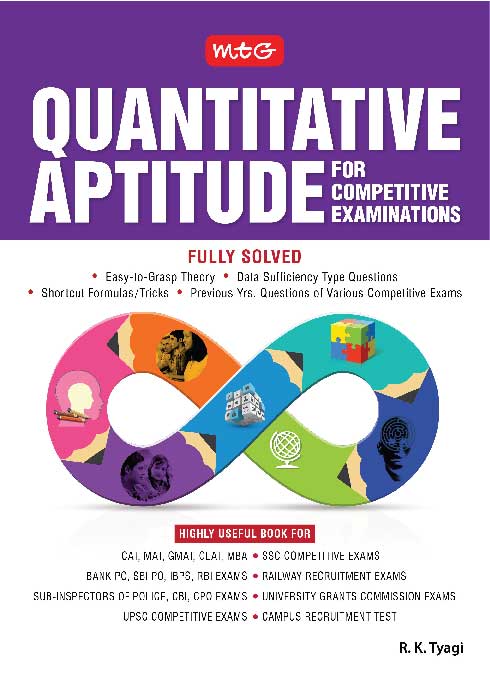 mtG
QUANTITATIVE
APTITUDE
FOR
COMPETITIVE
EXAMINATIONS
FULLY SOLVED
• Easy-to-Grasp Theory • Data Sufficiency Type Questions
• Shortcut Formulas/Tricks • Previous Yrs. Questions of Various Competitive Exams
HIGHLY USEFUL BOOK FOR
CAT, MAT, GMAT, CLAT, MBA • SSC COMPETITIVE EXAMS
BANK PO, SBI PO, IBPS, RBI EXAMS • RAILWAY RECRUITMENT EXAMS
SUB-INSPECTORS OF POLICE, CBI, CPO EXAMS • UNIVERSITY GRANTS COMMISSION EXAMS
UPSC COMPETITIVE EXAMS • CAMPUS RECRUITMENT TEST
R. K. Tyagi